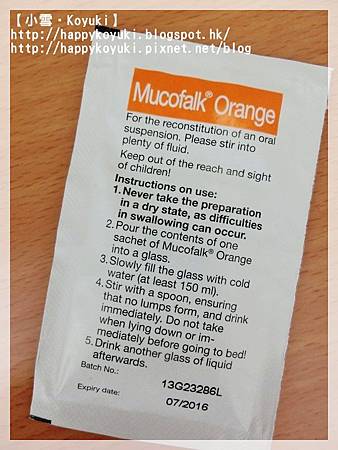 【小雪‧Koyuki】
http://happykoyuki.blogspot.hk/
http://happykoyuki.pixnet.net/blog
Mucofalk® Orange
For the reconstitution of an oral
suspension. Please stir into
plenty of fluid.
Keep out of the reach and sight
of children!
Instructions on use:
1. Never take the preparation
in a dry state, as difficulties
in swallowing can occur.
2. Pour the contents of one
sachet of Mucofalk® Orange
into a glass.
3. Slowly fill the glass with cold
water (at least 150 ml).
4. Stir with a spoon, ensuring
that no lumps form, and drink
immediately. Do not take
when lying down or im-
mediately before going to bed!
5. Drink another glass of liquid
afterwards.
Batch No.: 13G23286L
Expiry date: 07/2016